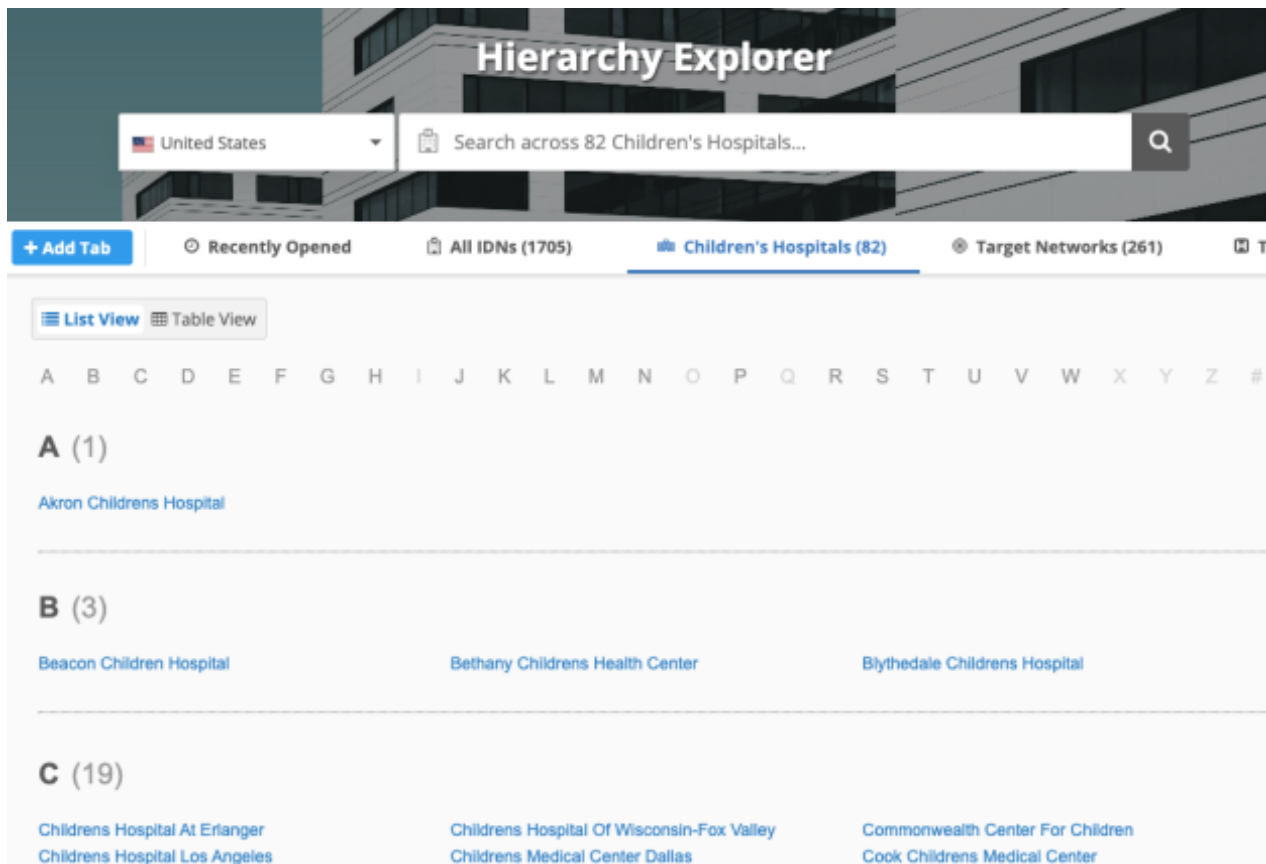 Hierarchy Explorer
United States Search across 82 Children's Hospitals...
+ Add Tab Recently Opened All IDNs (1705) Children's Hospitals (82) Target Networks (261) T
List View Table View
A B C D E F G H I J K L M N O P Q R S T U V W X Y Z #
A (1)
Akron Childrens Hospital
B (3)
Beacon Children Hospital Bethany Childrens Health Center Blythedale Childrens Hospital
C (19)
Childrens Hospital At Erlanger Childrens Hospital Of Wisconsin-Fox Valley Commonwealth Center For Children
Childrens Hospital Los Angeles Childrens Medical Center Dallas Cook Childrens Medical Center